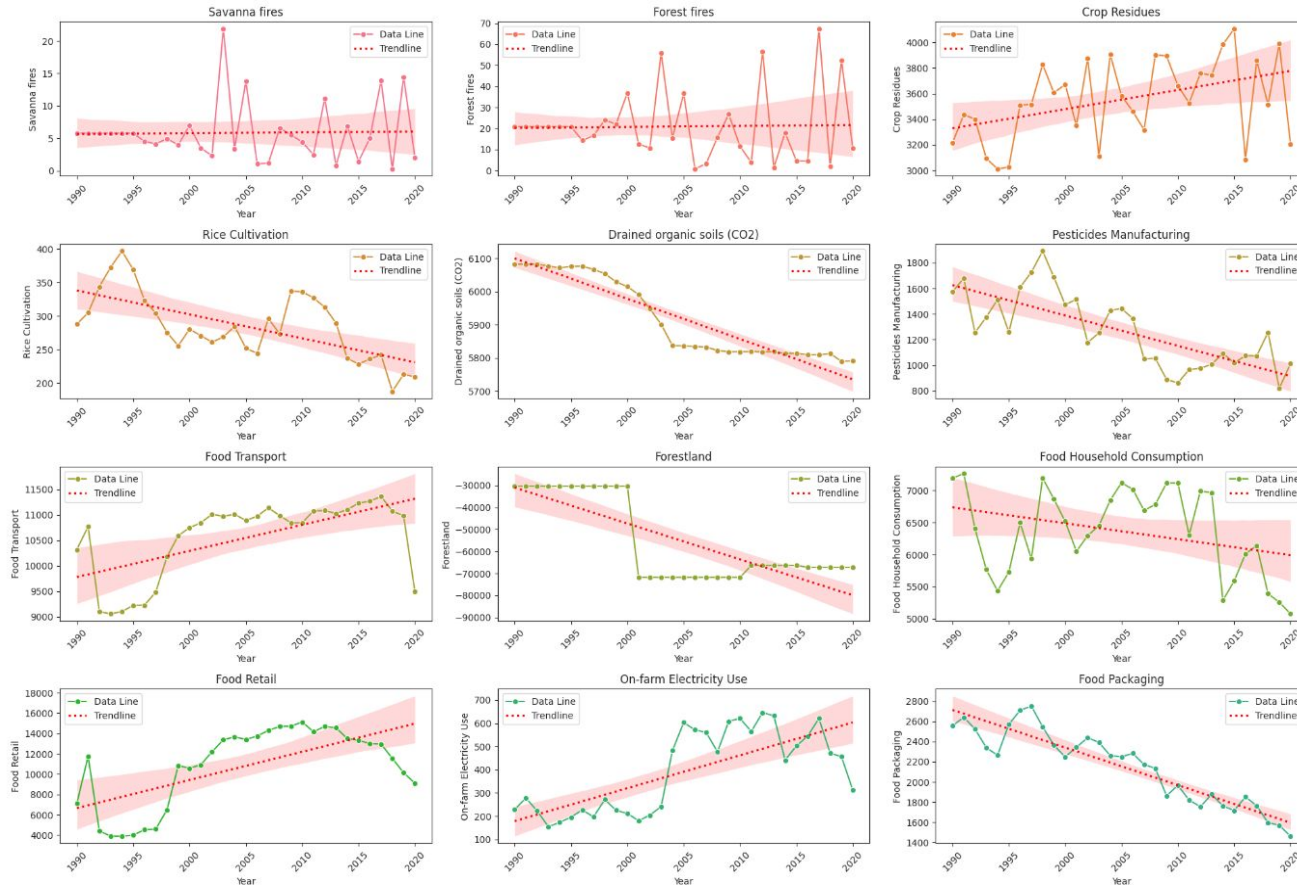 Savanna fires
Savanna fires
20
15
10
5
0
Data Line
Trendline
1990
1995
2000
2005
2010
2015
2020
Year
Forest fires
Forest fires
70
60
50
40
30
20
10
0
Data Line
Trendline
1990
1995
2000
2005
2010
2015
2020
Year
Crop Residues
Crop Residues
4000
3800
3600
3400
3200
3000
Data Line
Trendline
1990
1995
2000
2005
2010
2015
2020
Year
Rice Cultivation
Rice Cultivation
400
350
300
250
200
Data Line
Trendline
1990
1995
2000
2005
2010
2015
2020
Year
Drained organic soils (CO2)
Drained organic soils (CO2)
6100
6000
5900
5800
5700
Data Line
Trendline
1990
1995
2000
2005
2010
2015
2020
Year
Pesticides Manufacturing
Pesticides Manufacturing
1800
1600
1400
1200
1000
800
Data Line
Trendline
1990
1995
2000
2005
2010
2015
2020
Year
Food Transport
Food Transport
11500
11000
10500
10000
9500
9000
Data Line
Trendline
1990
1995
2000
2005
2010
2015
2020
Year
Forestland
Forestland
−30000
−40000
−50000
−60000
−70000
−80000
−90000
Data Line
Trendline
1990
1995
2000
2005
2010
2015
2020
Year
Food Household Consumption
Food Household Consumption
7000
6500
6000
5500
5000
Data Line
Trendline
1990
1995
2000
2005
2010
2015
2020
Year
Food Retail
Food Retail
18000
16000
14000
12000
10000
8000
6000
4000
Data Line
Trendline
1990
1995
2000
2005
2010
2015
2020
Year
On-farm Electricity Use
On-farm Electricity Use
700
600
500
400
300
200
100
Data Line
Trendline
1990
1995
2000
2005
2010
2015
2020
Year
Food Packaging
Food Packaging
2800
2600
2400
2200
2000
1800
1600
1400
Data Line
Trendline
1990
1995
2000
2005
2010
2015
2020
Year